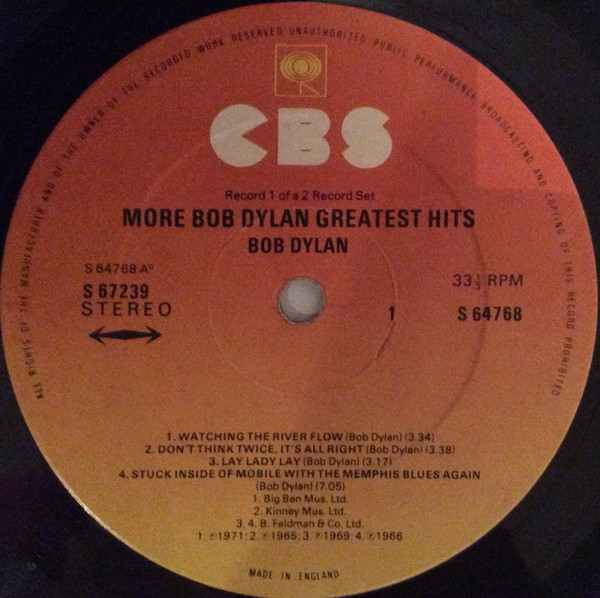 ALL RIGHTS OF THE MANUFACTURER AND OF THE OWNER OF THE RECORDED WORK RESERVED UNAUTHORIZED PUBLIC PERFORMANCE BROADCASTING AND COPYING OF THIS RECORD PROHIBITED
CBS
Record 1 of a 2 Record Set
MORE BOB DYLAN GREATEST HITS
BOB DYLAN
S 64768 Aº
S 67239
STEREO
33⅓ RPM
1
S 64768
1. WATCHING THE RIVER FLOW (Bob Dylan) (3.34)
2. DON'T THINK TWICE, IT'S ALL RIGHT (Bob Dylan) (3.38)
3. LAY LADY LAY (Bob Dylan) (3.17)
4. STUCK INSIDE OF MOBILE WITH THE MEMPHIS BLUES AGAIN
(Bob Dylan) (7.05)
1. Big Ben Mus. Ltd.
2. Kinney Mus. Ltd.
3. 4. B. Feldman & Co. Ltd.
1. ℗1971; 2. ℗1965; 3. ℗1969; 4. ℗1966
MADE IN ENGLAND